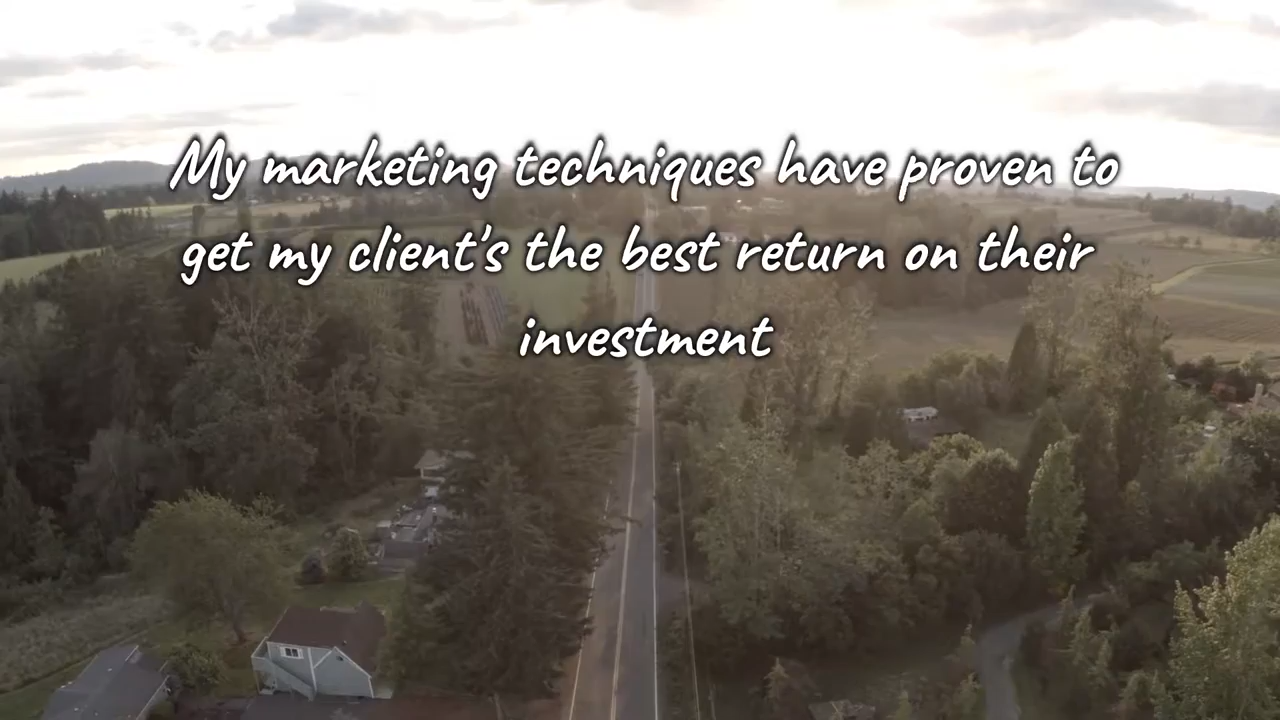 My marketing techniques have proven to
get my client's the best return on their
investment